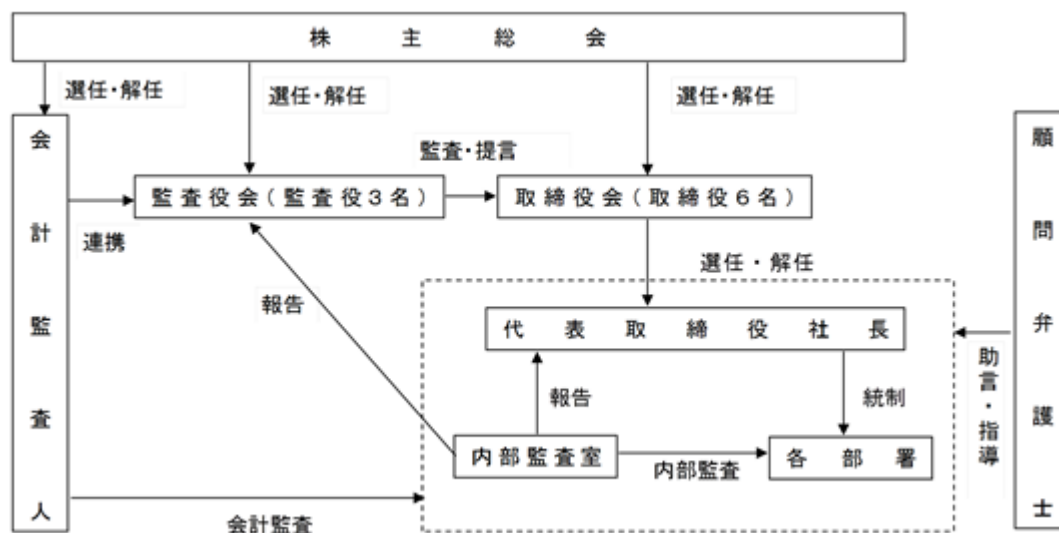 株主総会
選任・解任
選任・解任
選任・解任
会計監査人
顧問弁護士
監査・提言
監査役会(監査役3名)
取締役会(取締役6名)
連携
選任・解任
報告
代表取締役社長
助言・指導
報告
統制
内部監査室
内部監査
各部署
会計監査